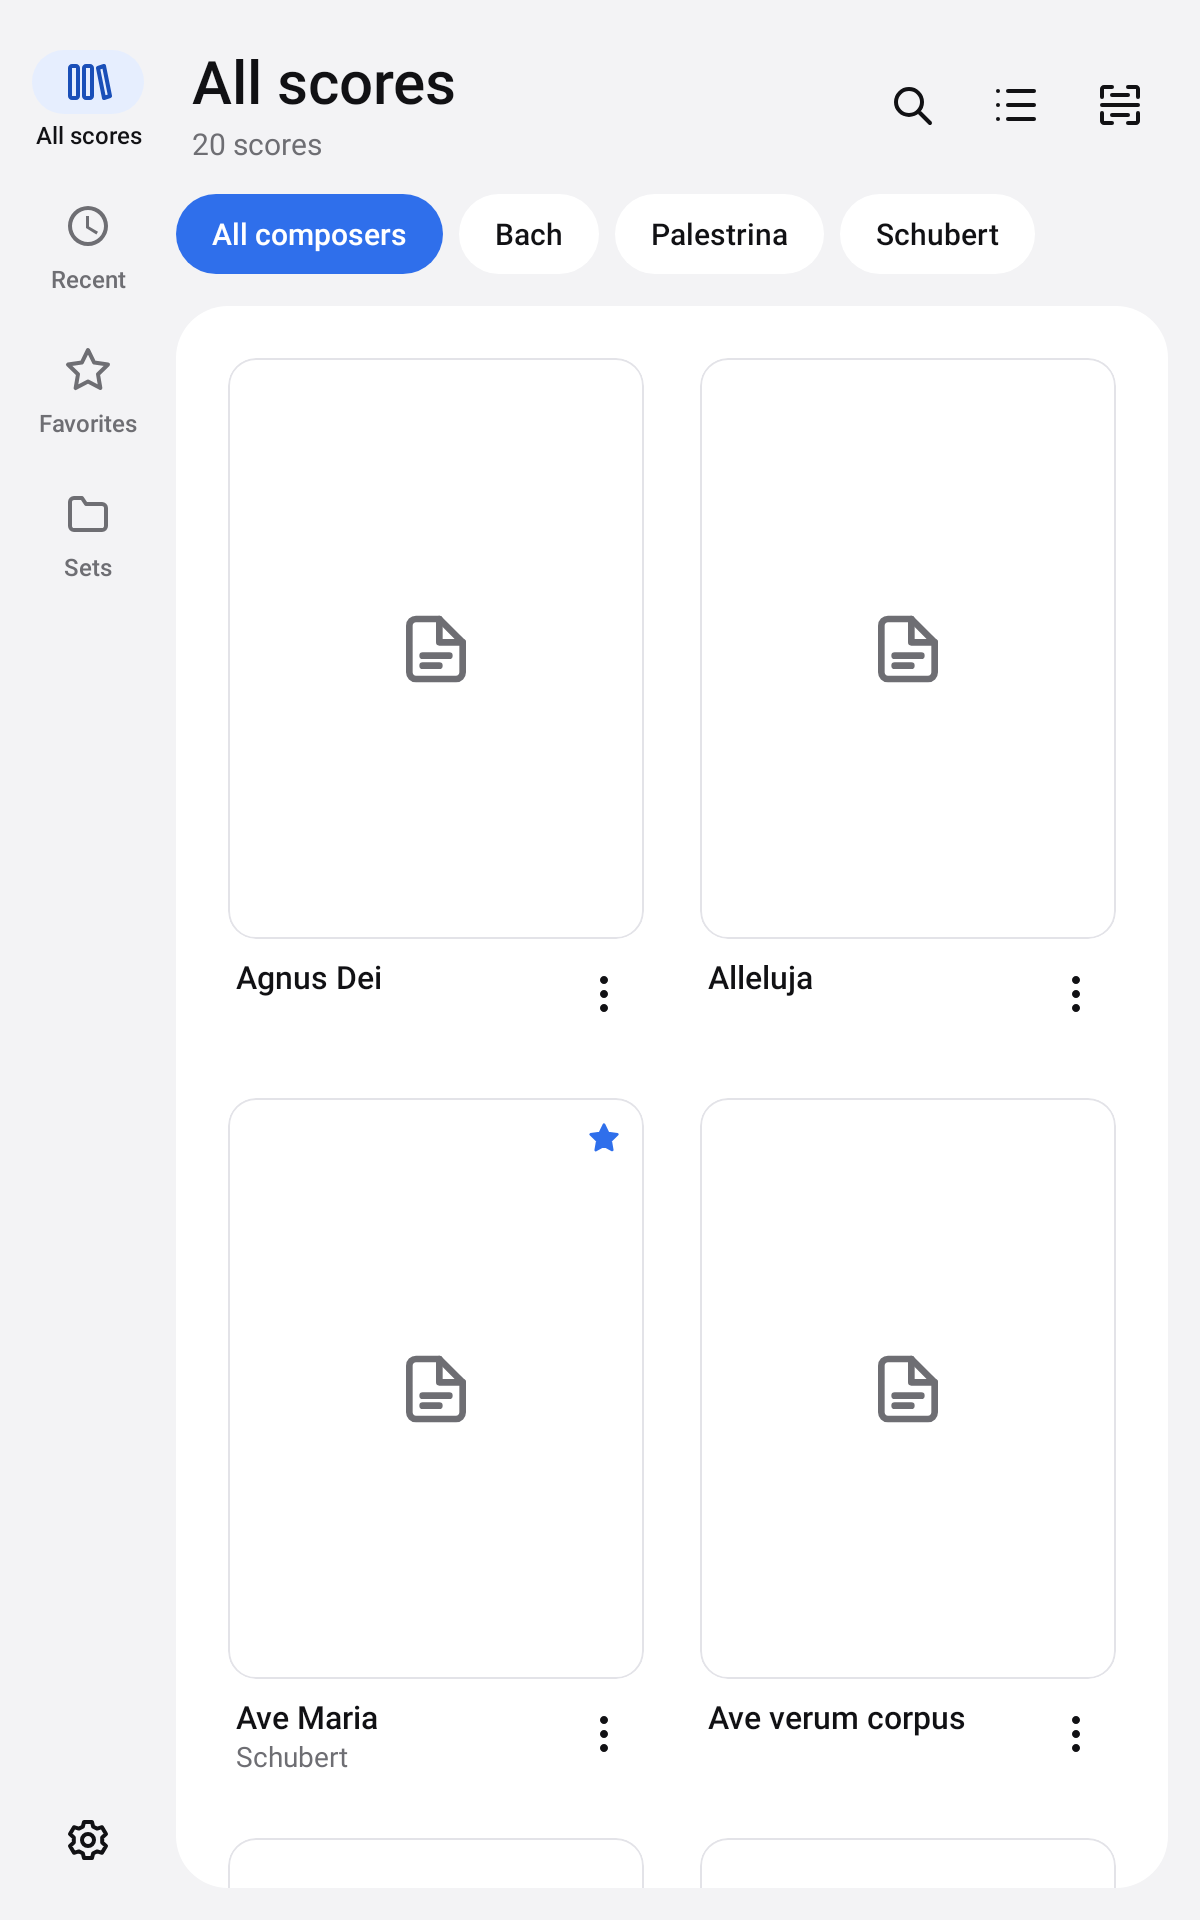 All scores
Recent
Favorites
Sets
All scores
20 scores
All composers
Bach
Palestrina
Schubert
Agnus Dei
Alleluja
Ave Maria
Schubert
Ave verum corpus